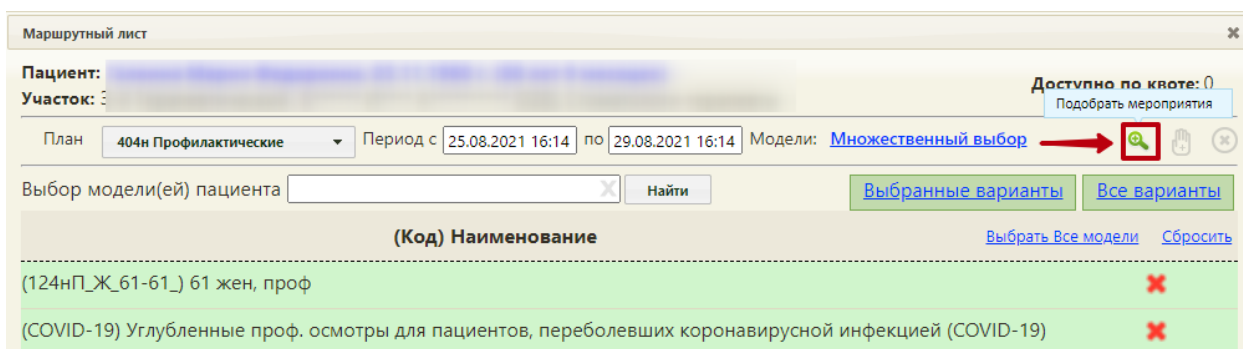 Маршрутный лист
Пациент:
Участок: 3
Доступно по квоте: 0
Подобрать мероприятия
План 404н Профилактические Период с 25.08.2021 16:14 по 29.08.2021 16:14 Модели: Множественный выбор
Выбор модели(ей) пациента X Найти Выбранные варианты Все варианты
(Код) Наименование Выбрать Все модели Сбросить
(124нП_Ж_61-61_) 61 жен, проф
(COVID-19) Углубленные проф. осмотры для пациентов, переболевших коронавирусной инфекцией (COVID-19)